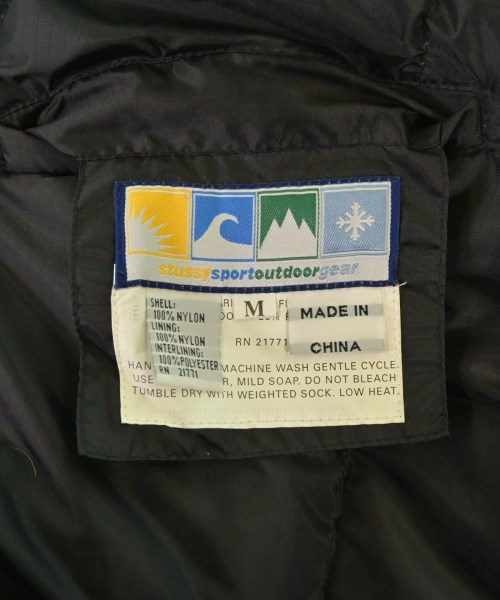 stussysportoutdoorgear
SHELL:
100% NYLON
LINING:
100% NYLON
INTERLINING:
100% POLYESTER
RN 21771
M
MADE IN
CHINA
RN 21771
MACHINE WASH GENTLE CYCLE.
USE MILD SOAP. DO NOT BLEACH
TUMBLE DRY WITH WEIGHTED SOCK. LOW HEAT.